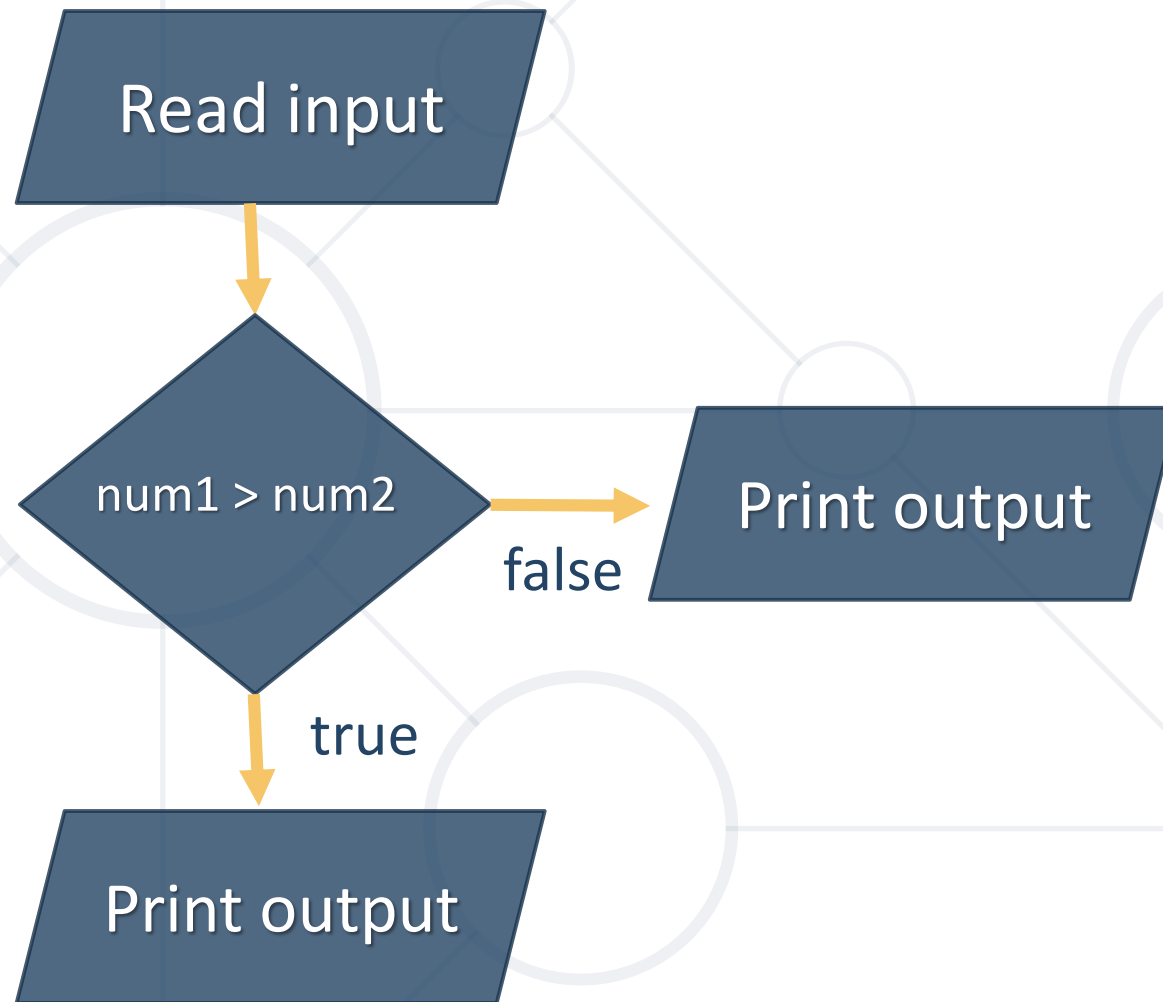 Read input
num1 > num2
false
Print output
true
Print output